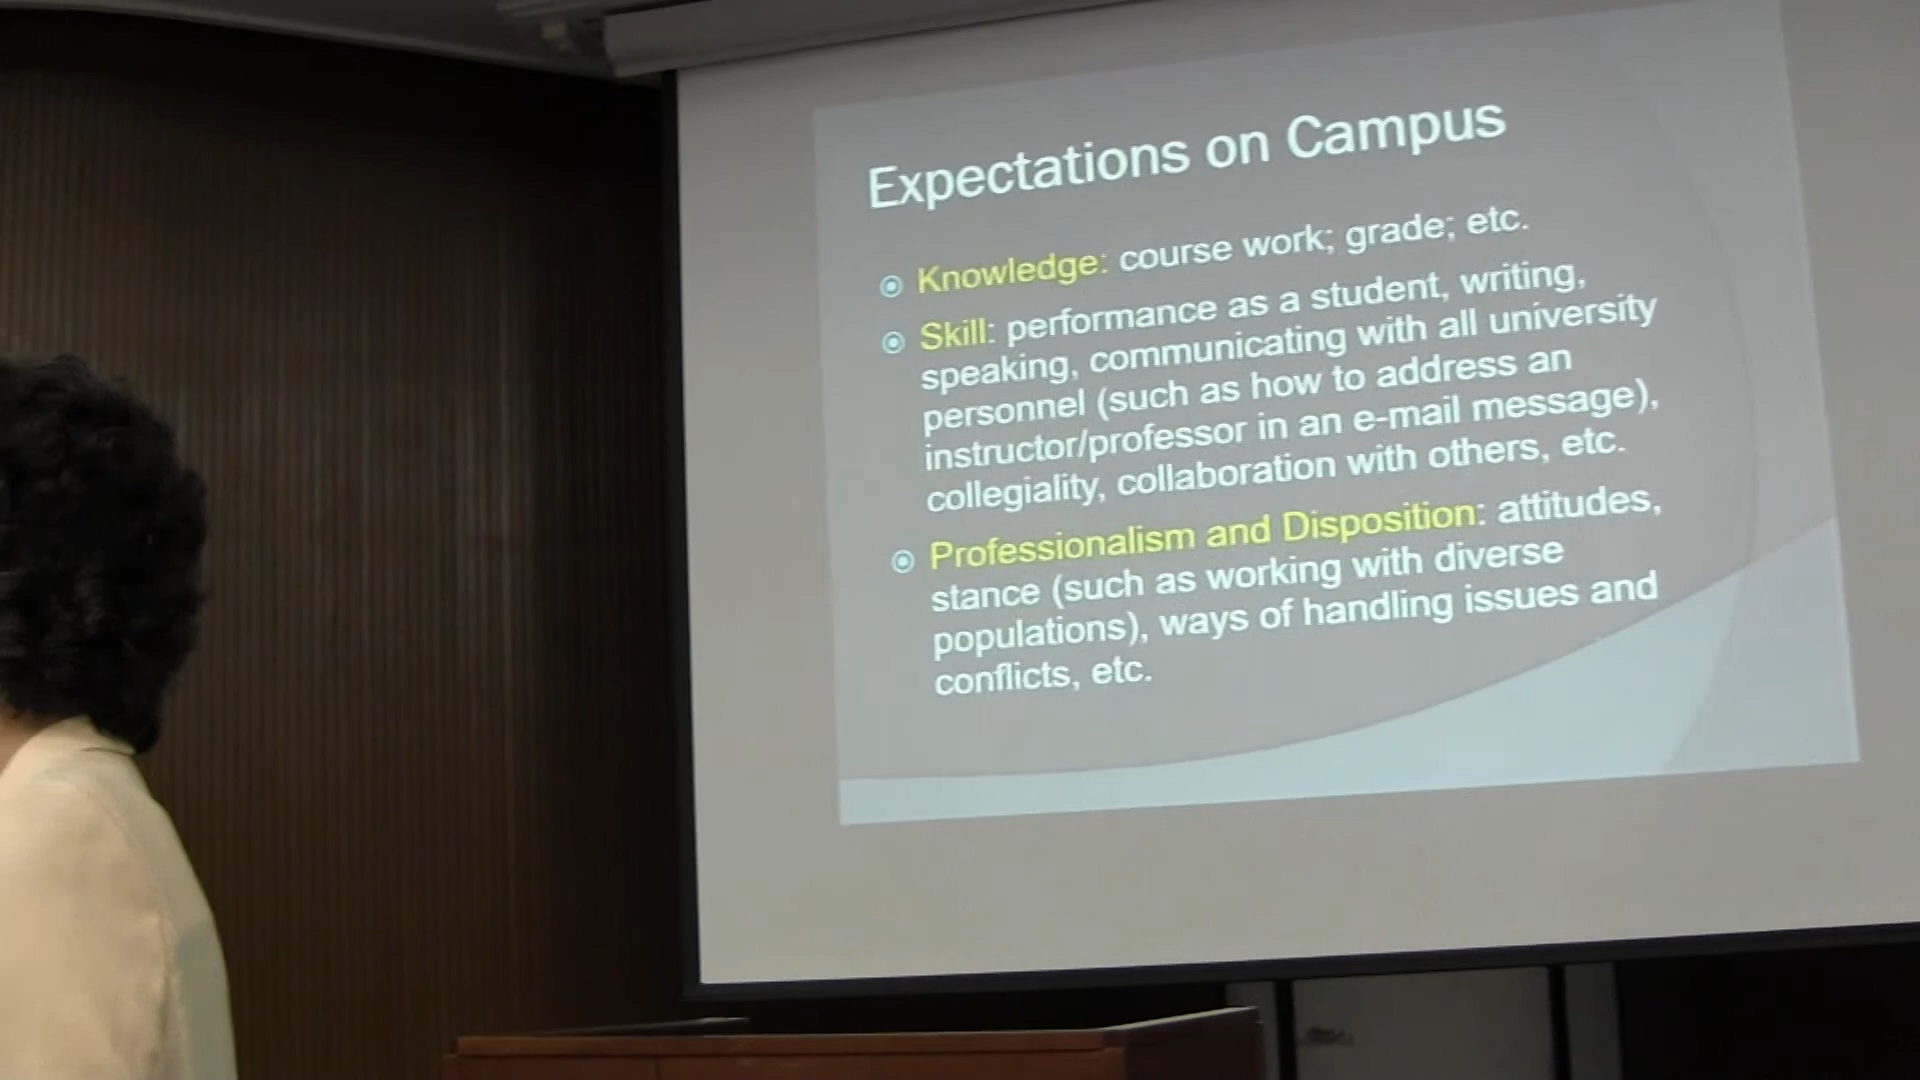 Expectations on Campus
Knowledge: course work; grade; etc.
Skill: performance as a student, writing,
speaking, communicating with all university
personnel (such as how to address an
instructor/professor in an e-mail message),
collegiality, collaboration with others, etc.
Professionalism and Disposition: attitudes,
stance (such as working with diverse
populations), ways of handling issues and
conflicts, etc.